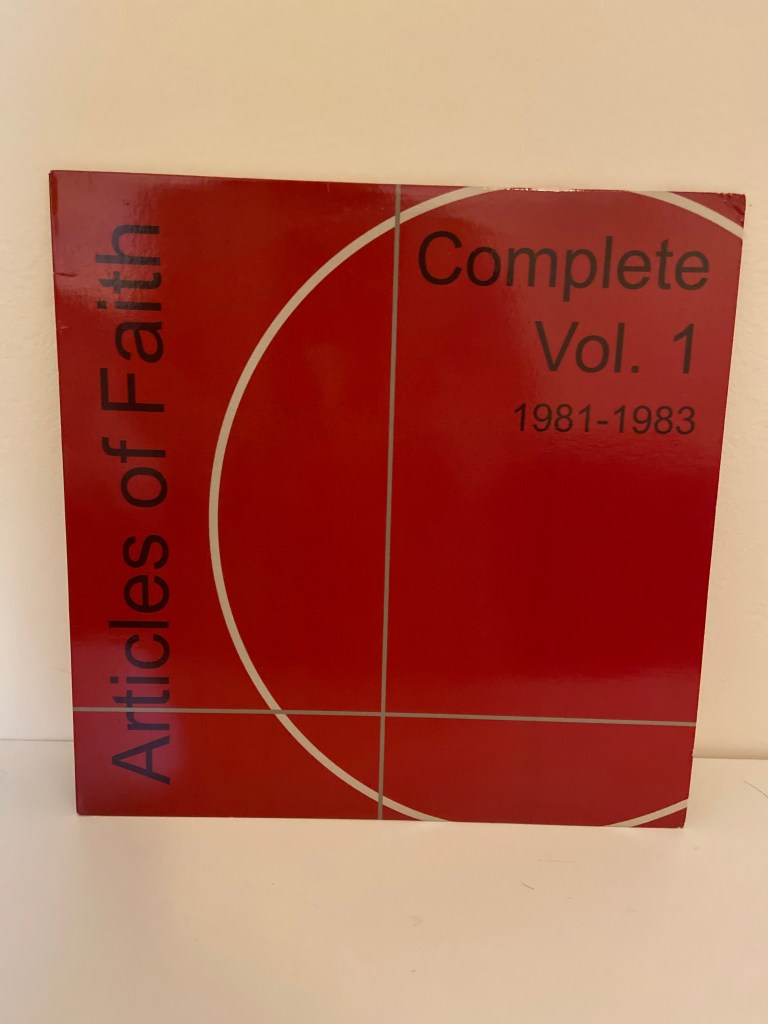 Articles of Faith
Complete
Vol. 1
1981-1983